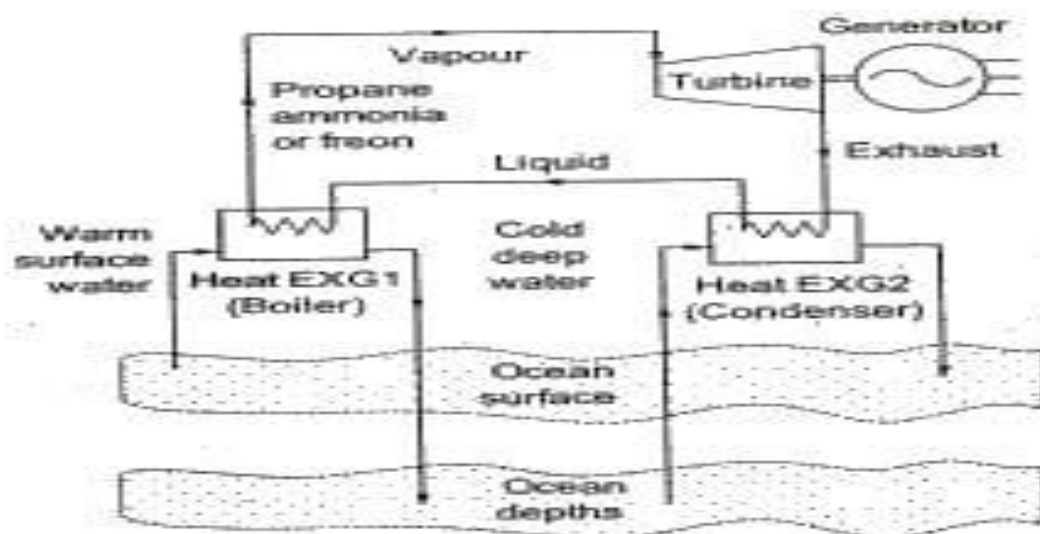 Generator
Vapour
Turbine
Propane
ammonia
or freon
Liquid
Exhaust
Warm
surface
water
Cold
deep
water
Heat EXG1
(Boiler)
Heat EXG2
(Condenser)
Ocean
surface
Ocean
depths